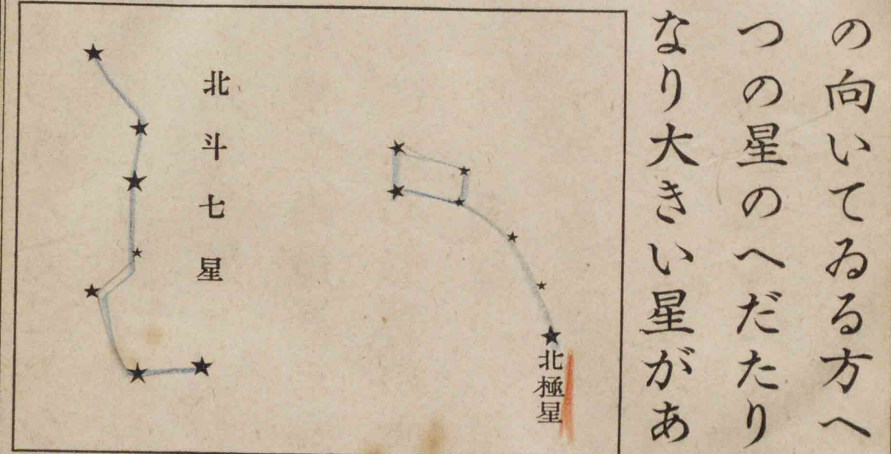 の向いてゐる方へ
つの星のへだたり
なり大きい星があ
北極星
北斗七星